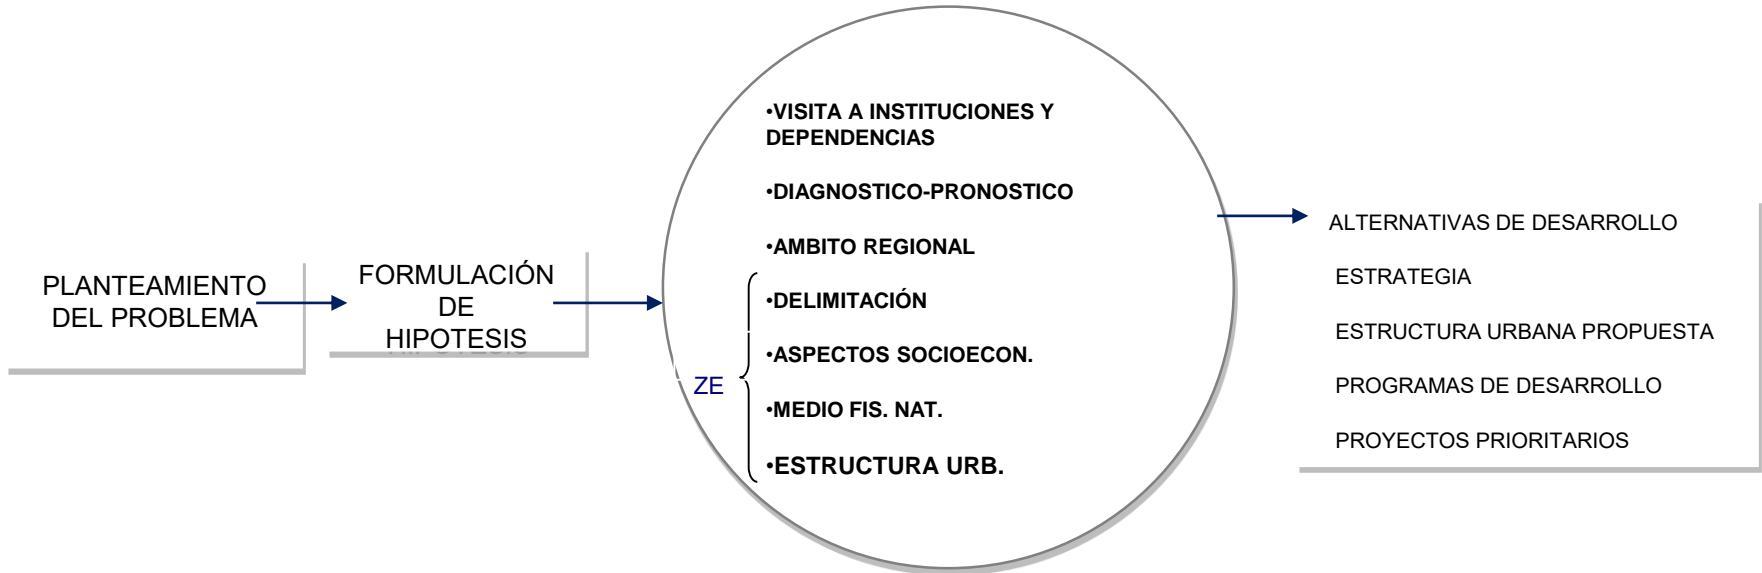 PLANTEAMIENTO
DEL PROBLEMA
FORMULACIÓN
DE
HIPOTESIS
•VISITA A INSTITUCIONES Y
DEPENDENCIAS
•DIAGNOSTICO-PRONOSTICO
•AMBITO REGIONAL
ZE
•DELIMITACIÓN
•ASPECTOS SOCIOECON.
•MEDIO FIS. NAT.
•ESTRUCTURA URB.
ALTERNATIVAS DE DESARROLLO
ESTRATEGIA
ESTRUCTURA URBANA PROPUESTA
PROGRAMAS DE DESARROLLO
PROYECTOS PRIORITARIOS